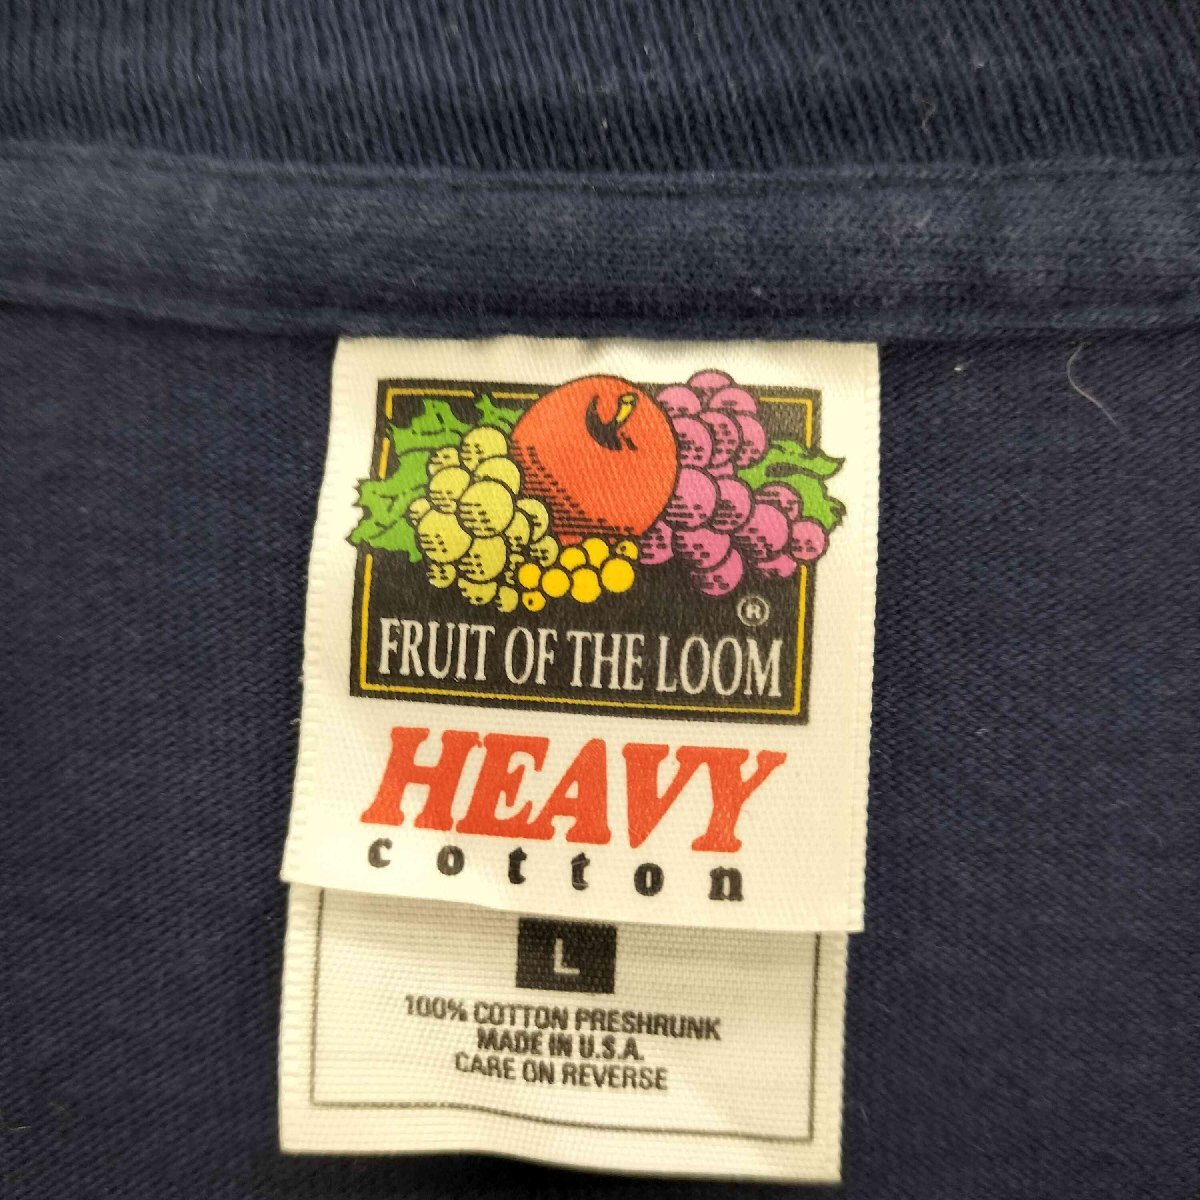 ®
FRUIT OF THE LOOM
HEAVY
cotton
L
100% COTTON PRESHRUNK
MADE IN U.S.A.
CARE ON REVERSE